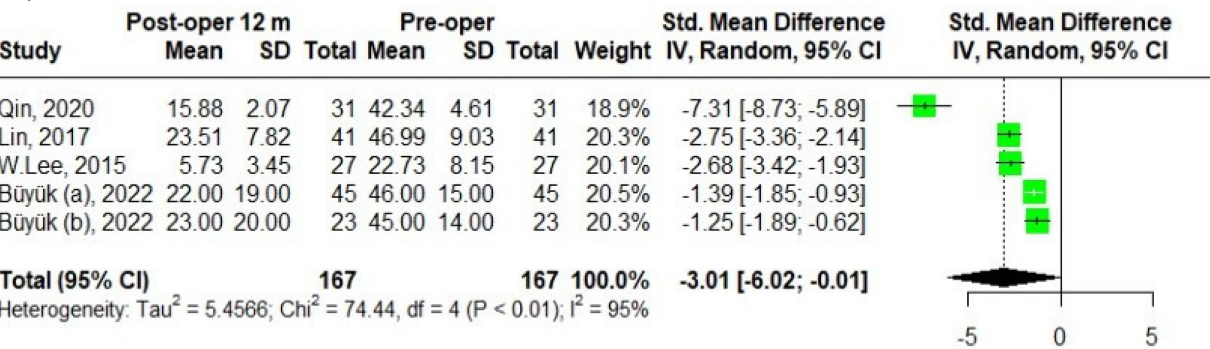 Post-oper 12 m Pre-oper Std. Mean Difference Std. Mean Difference
Study Mean SD Total Mean SD Total Weight IV, Random, 95% CI IV, Random, 95% CI
Qin, 2020 15.88 2.07 31 42.34 4.61 31 18.9% -7.31 [-8.73; -5.89]
Lin, 2017 23.51 7.82 41 46.99 9.03 41 20.3% -2.75 [-3.36; -2.14]
W.Lee, 2015 5.73 3.45 27 22.73 8.15 27 20.1% -2.68 [-3.42; -1.93]
Büyük (a), 2022 22.00 19.00 45 46.00 15.00 45 20.5% -1.39 [-1.85; -0.93]
Büyük (b), 2022 23.00 20.00 23 45.00 14.00 23 20.3% -1.25 [-1.89; -0.62]
Total (95% CI) 167 167 100.0% -3.01 [-6.02; -0.01]
Heterogeneity: Tau² = 5.4566; Chi² = 74.44, df = 4 (P < 0.01); I² = 95%
-5 0 5